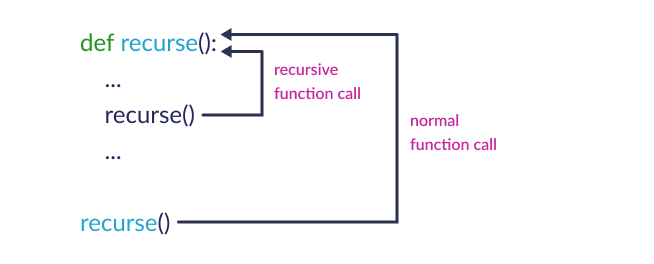 def recurse():
...
recurse()
...
recurse()
recursive
function call
normal
function call